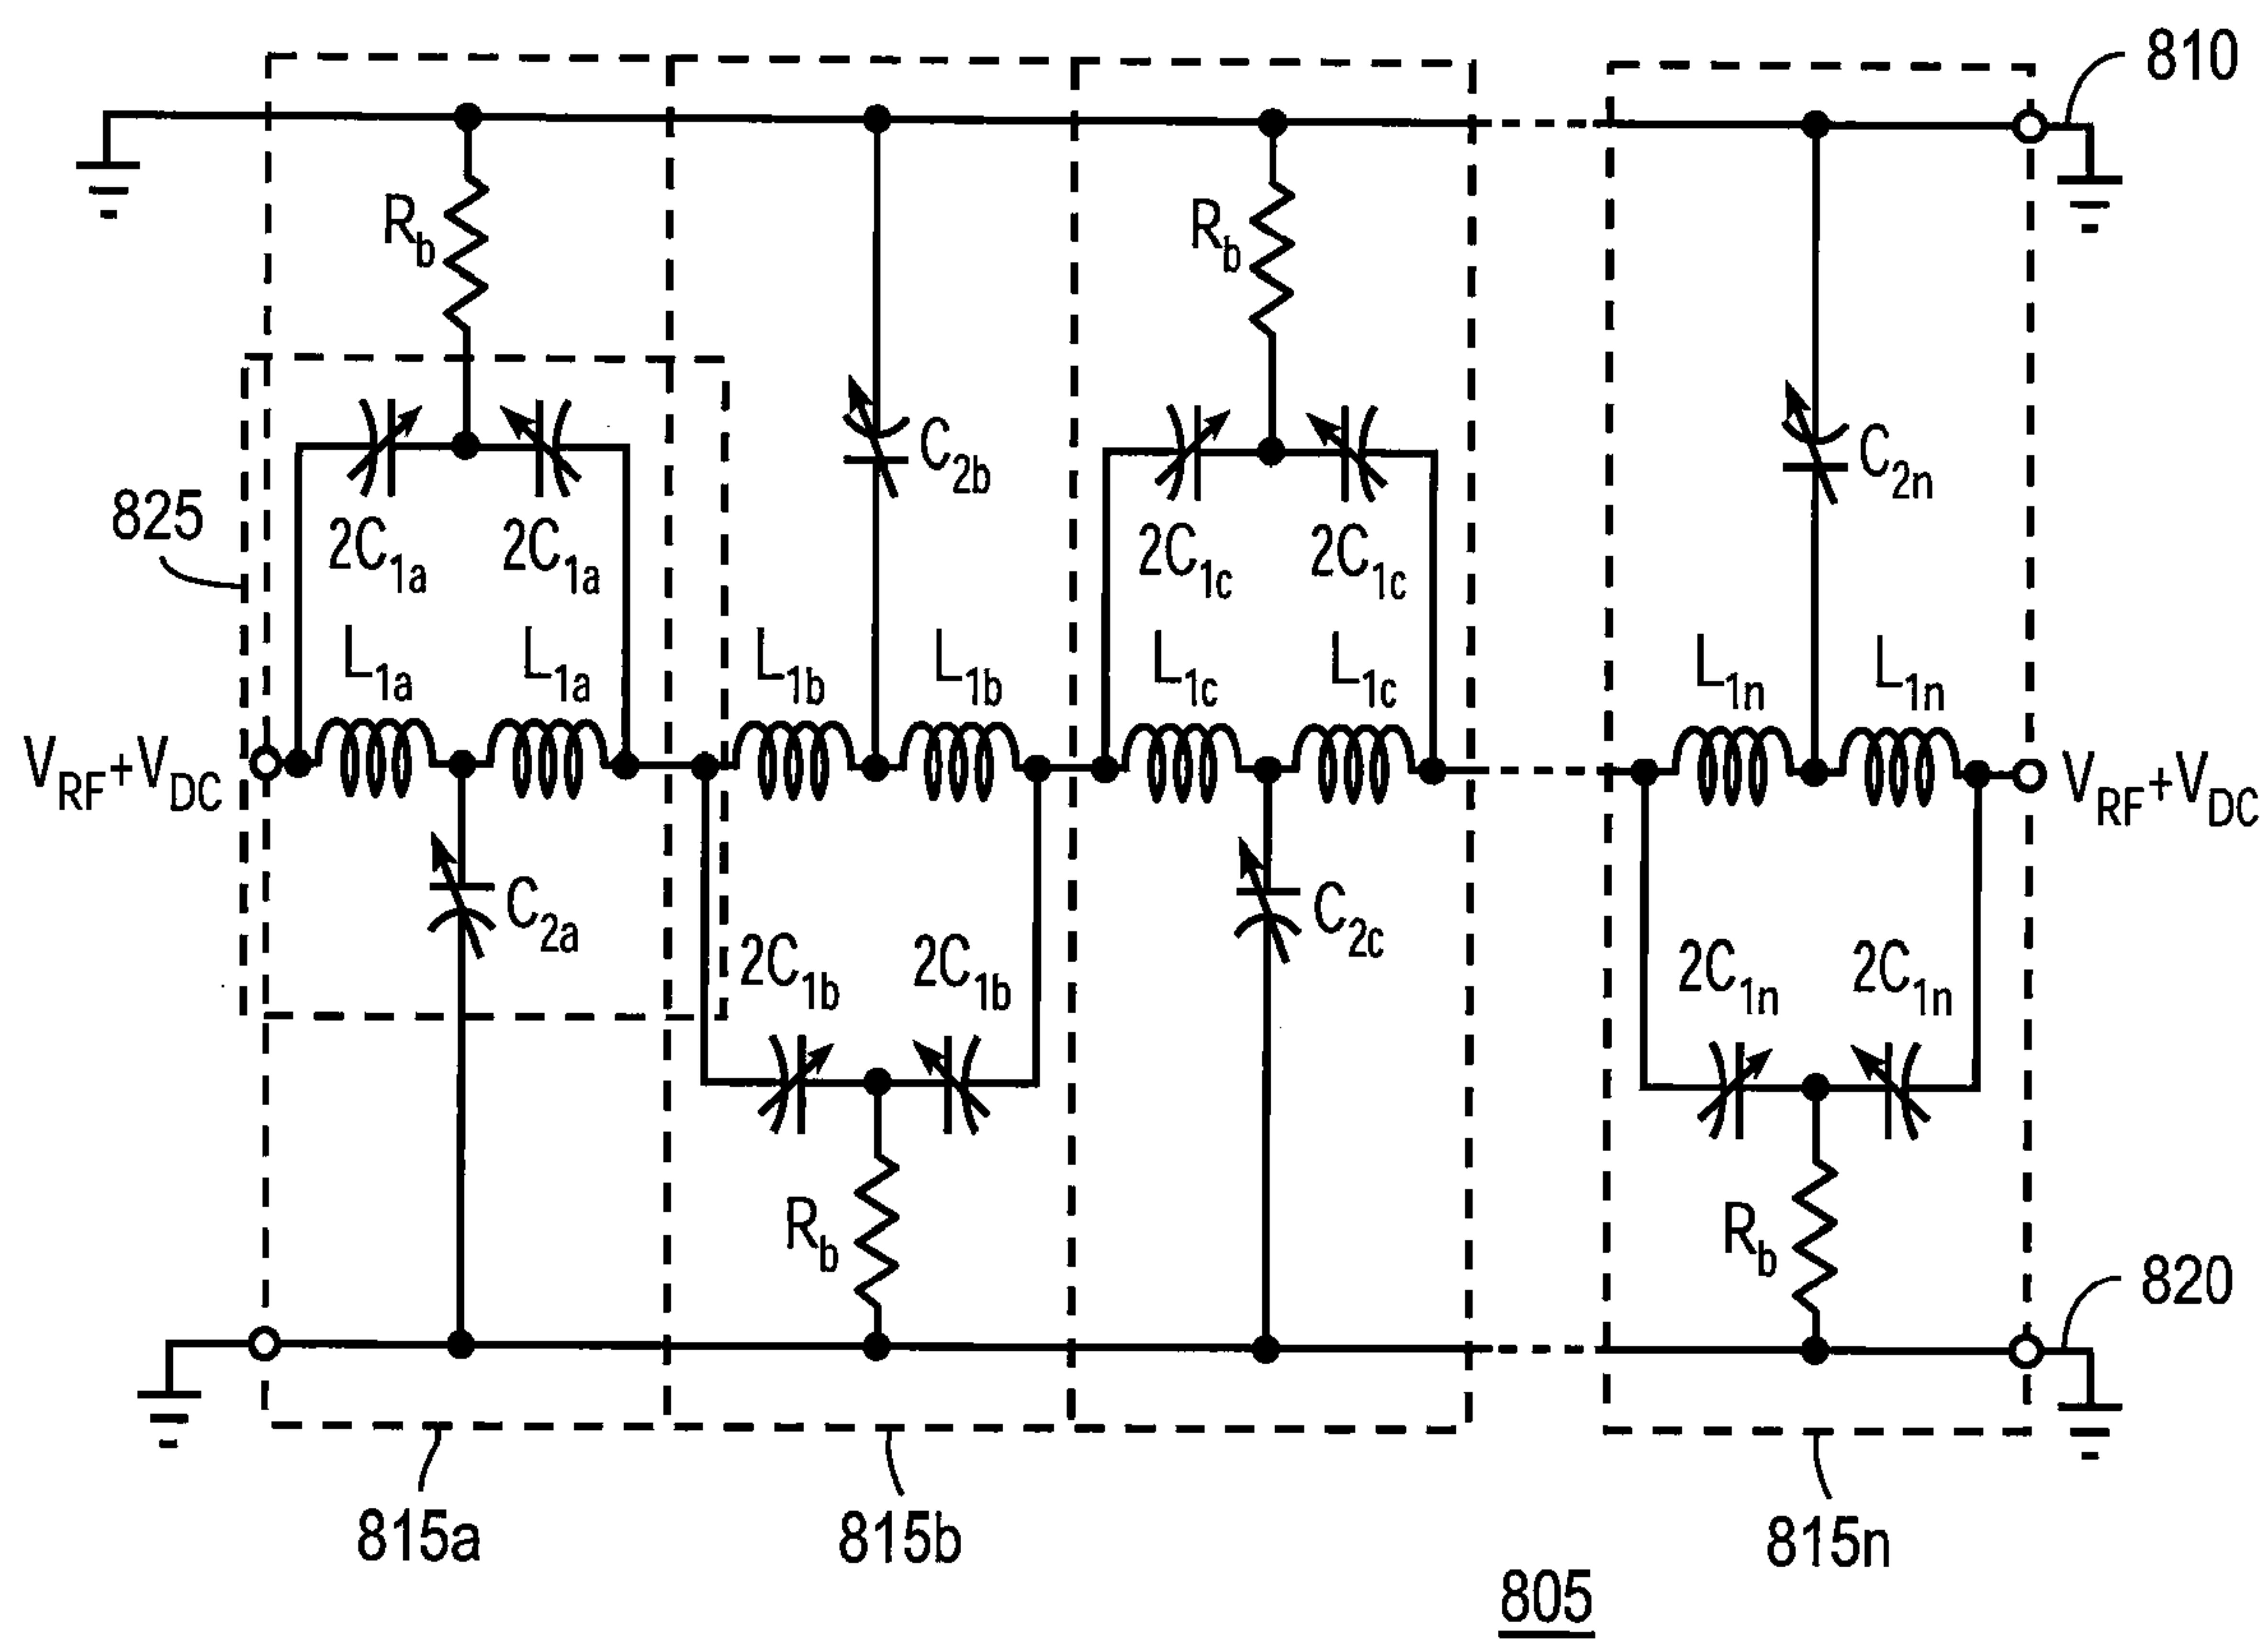 810
R_b
R_b
C_2b
C_2n
825
2C_1a 2C_1a
2C_1c 2C_1c
L_1a L_1a L_1b L_1b L_1c L_1c L_1n L_1n
V_RF+V_DC
V_RF+V_DC
C_2a
C_2c
2C_1b 2C_1b
2C_1n 2C_1n
R_b
R_b
820
815a
815b
815n
805